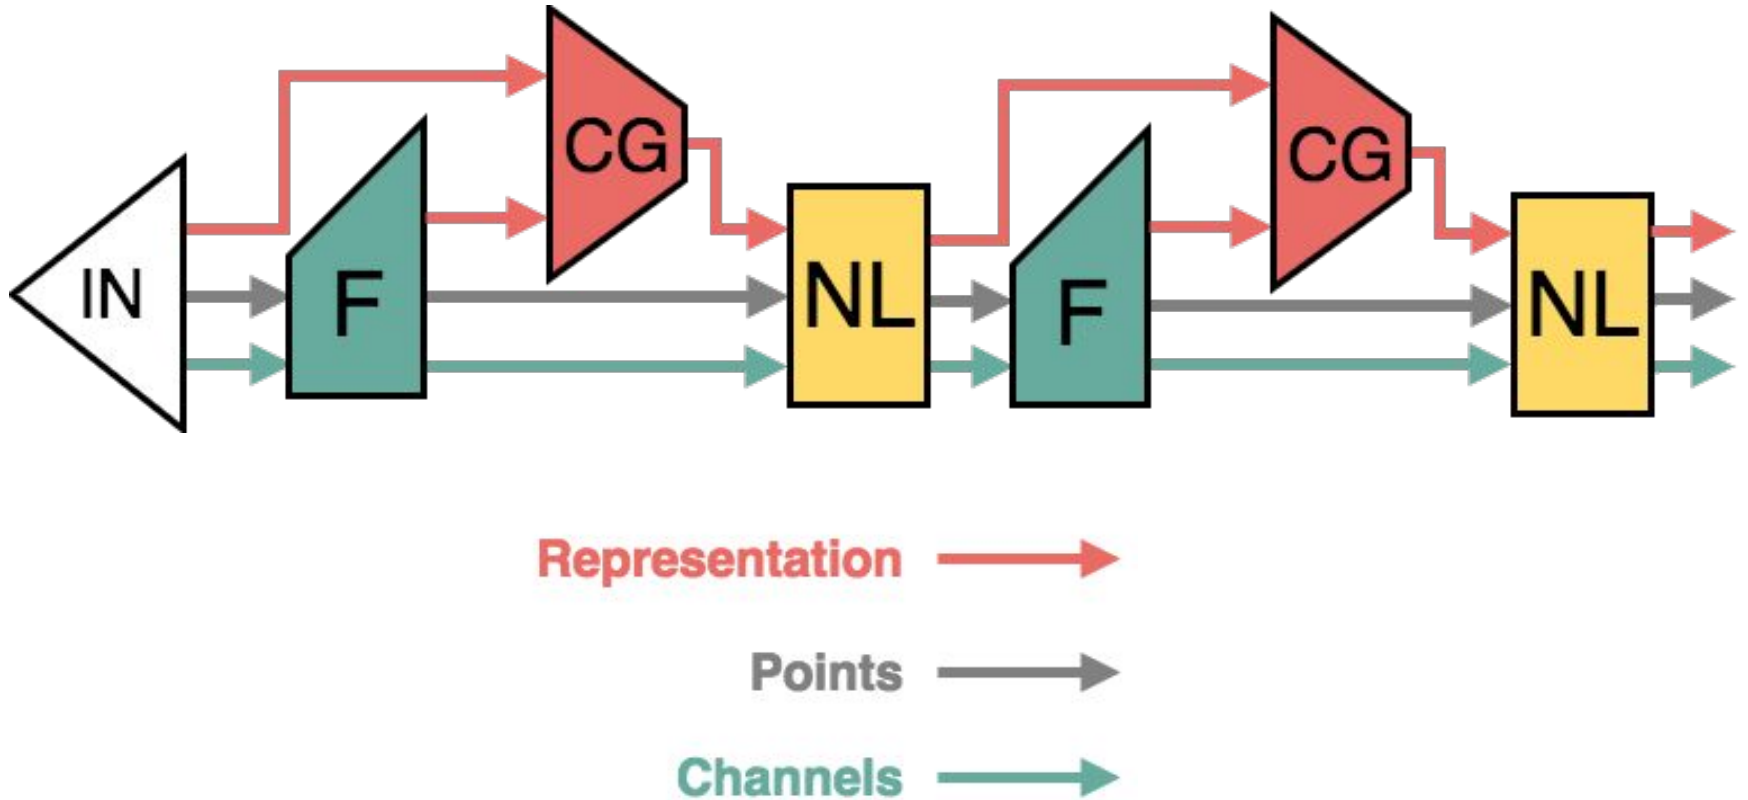 IN
F
CG
NL
F
CG
NL
Representation
Points
Channels